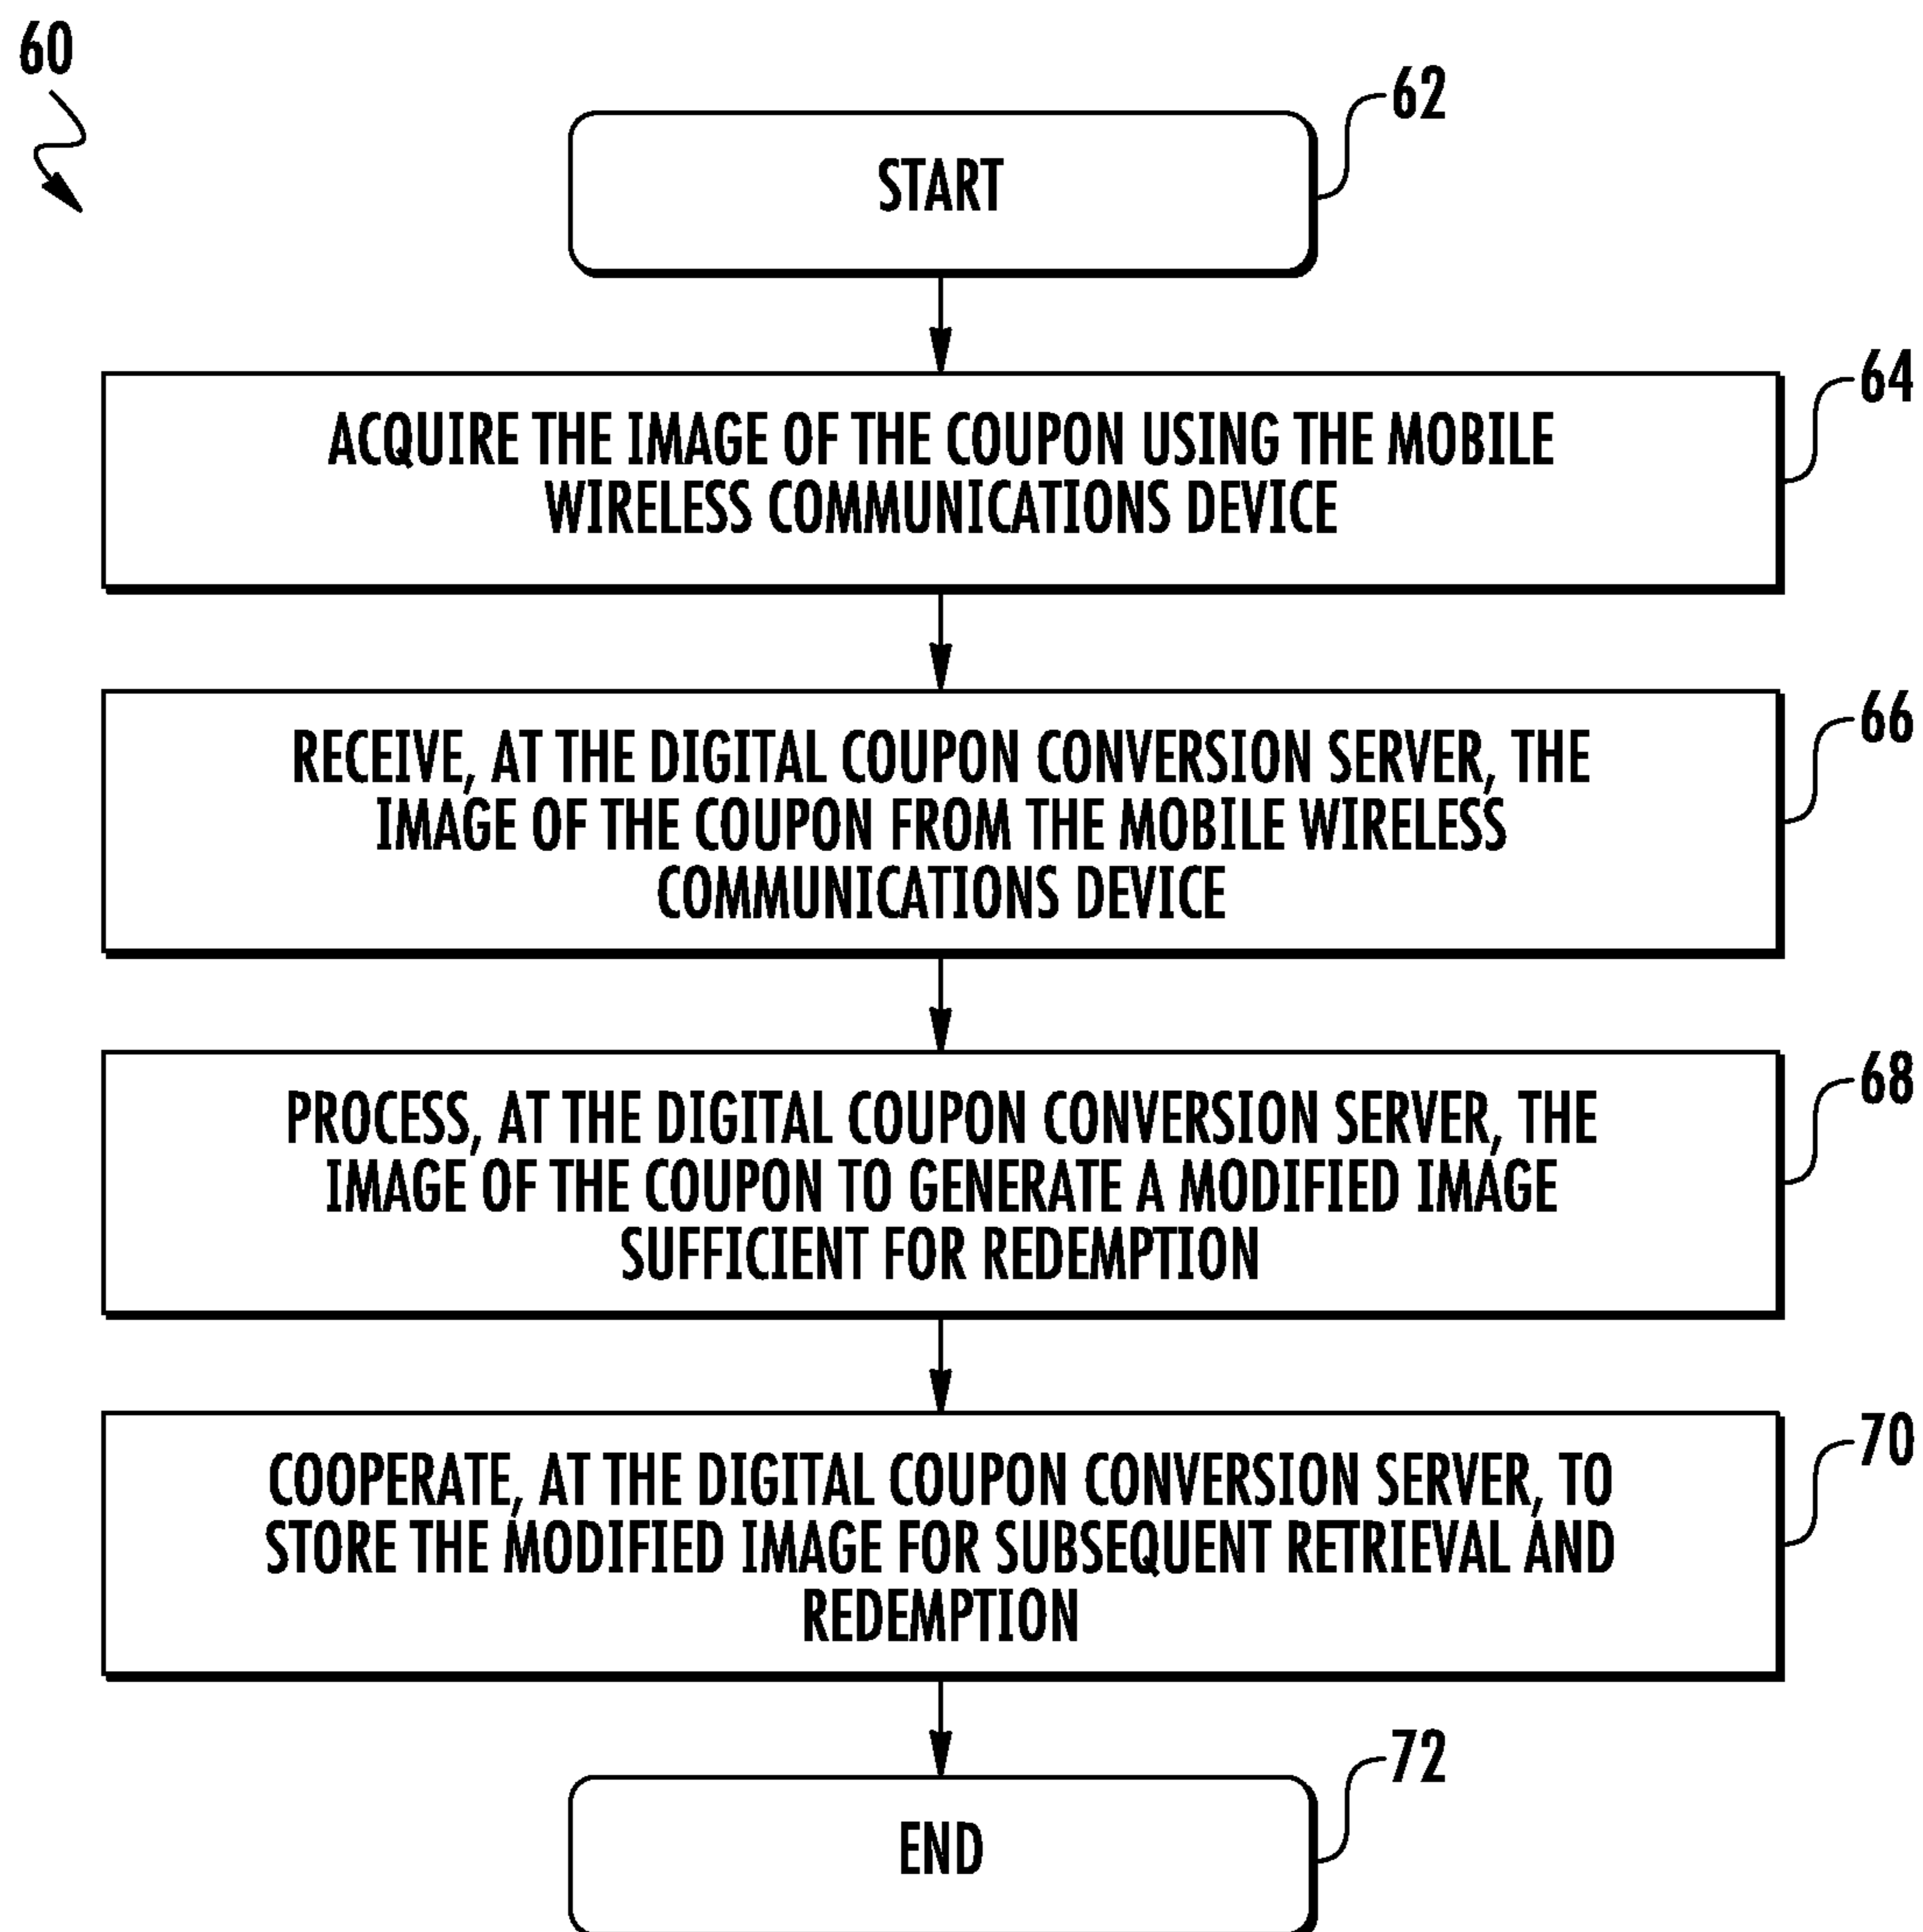 60
62
START
64
ACQUIRE THE IMAGE OF THE COUPON USING THE MOBILE
WIRELESS COMMUNICATIONS DEVICE
66
RECEIVE, AT THE DIGITAL COUPON CONVERSION SERVER, THE
IMAGE OF THE COUPON FROM THE MOBILE WIRELESS
COMMUNICATIONS DEVICE
68
PROCESS, AT THE DIGITAL COUPON CONVERSION SERVER, THE
IMAGE OF THE COUPON TO GENERATE A MODIFIED IMAGE
SUFFICIENT FOR REDEMPTION
70
COOPERATE, AT THE DIGITAL COUPON CONVERSION SERVER, TO
STORE THE MODIFIED IMAGE FOR SUBSEQUENT RETRIEVAL AND
REDEMPTION
72
END